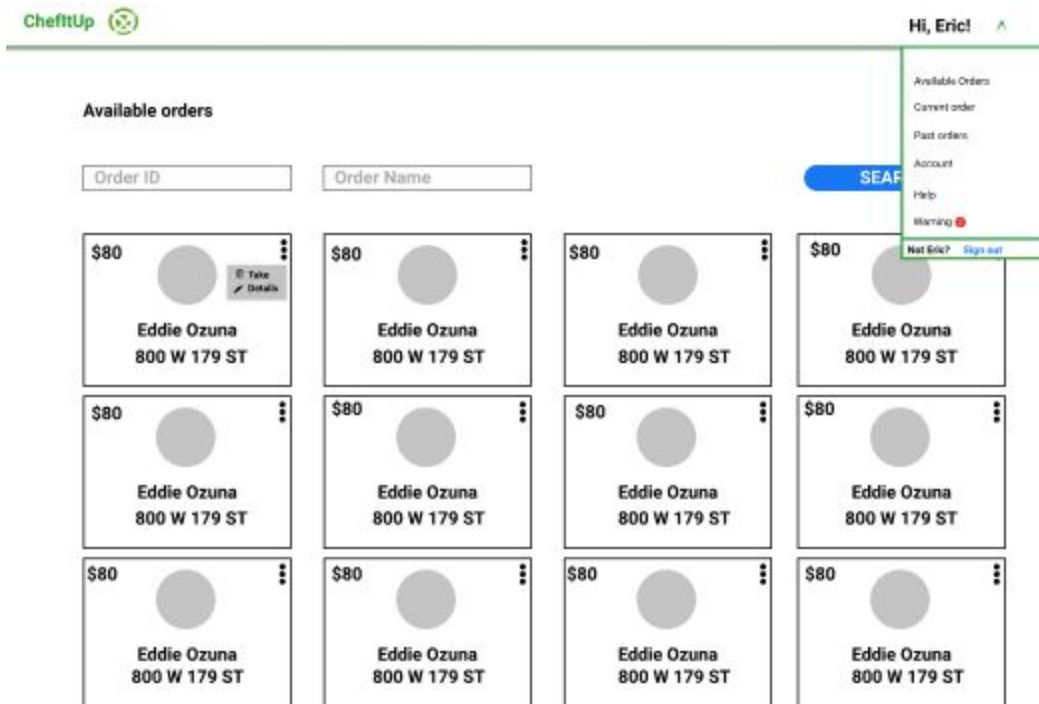 ChefItUp
Hi, Eric!
Available Orders
Current order
Past orders
Account
Help
Warning
Not Eric? Sign out
Available orders
Order ID
Order Name
SEAR
$80
Take
Details
Eddie Ozuna
800 W 179 ST
$80
Eddie Ozuna
800 W 179 ST
$80
Eddie Ozuna
800 W 179 ST
$80
Eddie Ozuna
800 W 179 ST
$80
Eddie Ozuna
800 W 179 ST
$80
Eddie Ozuna
800 W 179 ST
$80
Eddie Ozuna
800 W 179 ST
$80
Eddie Ozuna
800 W 179 ST
$80
Eddie Ozuna
800 W 179 ST
$80
Eddie Ozuna
800 W 179 ST
$80
Eddie Ozuna
800 W 179 ST
$80
Eddie Ozuna
800 W 179 ST